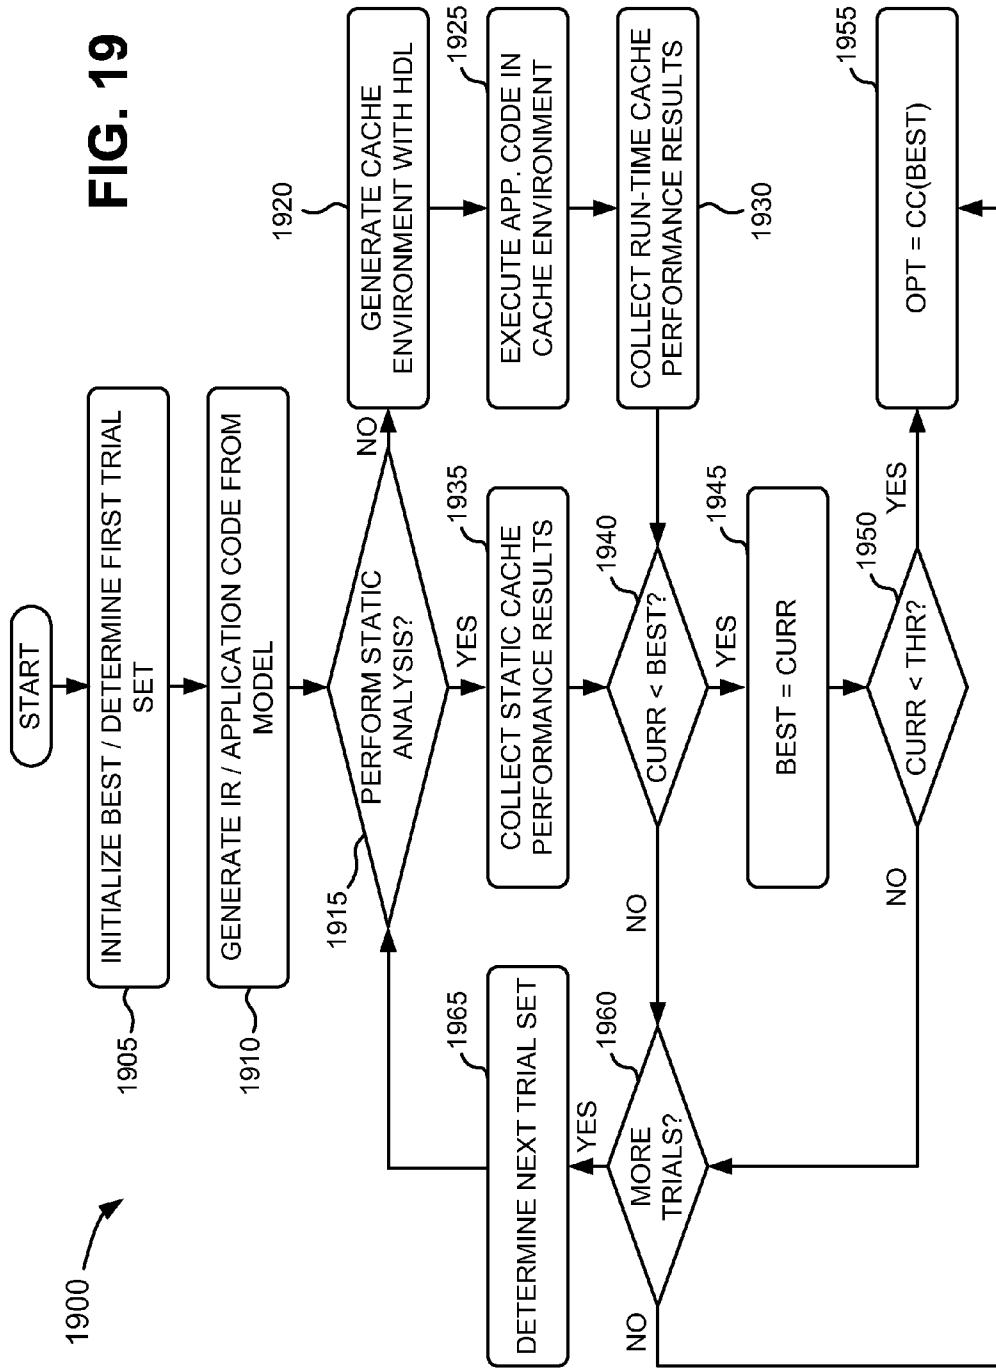 FIG. 19
1900
START
INITIALIZE BEST / DETERMINE FIRST TRIAL
SET
1905
GENERATE IR / APPLICATION CODE FROM
MODEL
1910
PERFORM STATIC
ANALYSIS?
1915
NO
YES
GENERATE CACHE
ENVIRONMENT WITH HDL
1920
EXECUTE APP. CODE IN
CACHE ENVIRONMENT
1925
COLLECT RUN-TIME CACHE
PERFORMANCE RESULTS
1930
COLLECT STATIC CACHE
PERFORMANCE RESULTS
1935
CURR < BEST?
1940
NO
YES
BEST = CURR
1945
CURR < THR?
1950
NO
YES
OPT = CC(BEST)
1955
MORE
TRIALS?
1960
YES
NO
DETERMINE NEXT TRIAL SET
1965